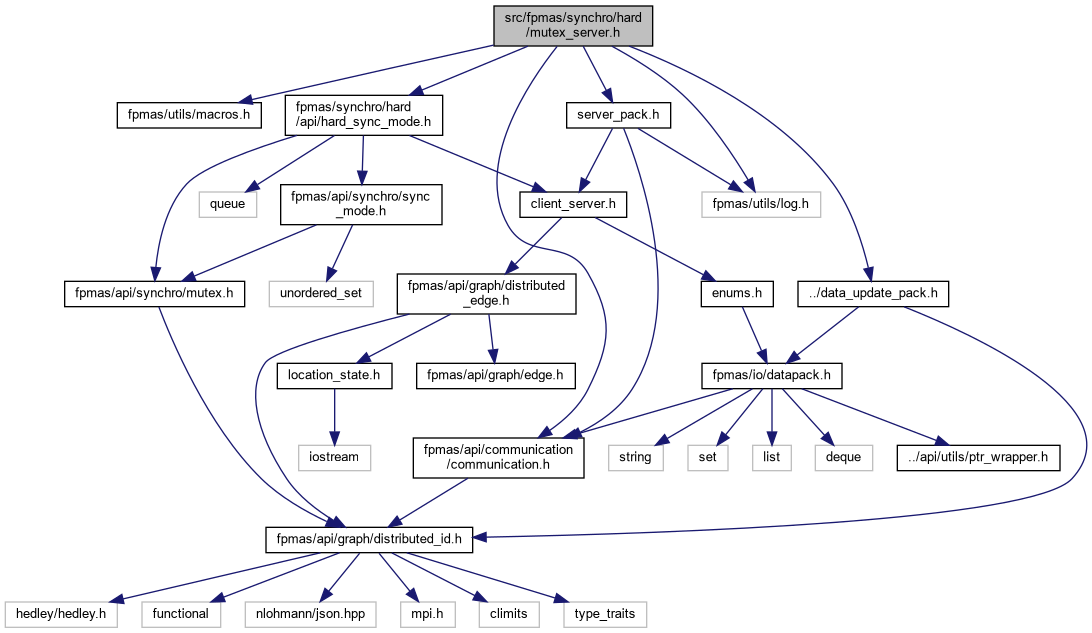 src/fpmas/synchro/hard
/mutex_server.h
fpmas/utils/macros.h
fpmas/synchro/hard
/api/hard_sync_mode.h
server_pack.h
queue
fpmas/api/synchro/sync
_mode.h
client_server.h
fpmas/utils/log.h
fpmas/api/synchro/mutex.h
unordered_set
fpmas/api/graph/distributed
_edge.h
enums.h
../data_update_pack.h
location_state.h
fpmas/api/graph/edge.h
fpmas/io/datapack.h
iostream
fpmas/api/communication
/communication.h
string
set
list
deque
../api/utils/ptr_wrapper.h
fpmas/api/graph/distributed_id.h
hedley/hedley.h
functional
nlohmann/json.hpp
mpi.h
climits
type_traits